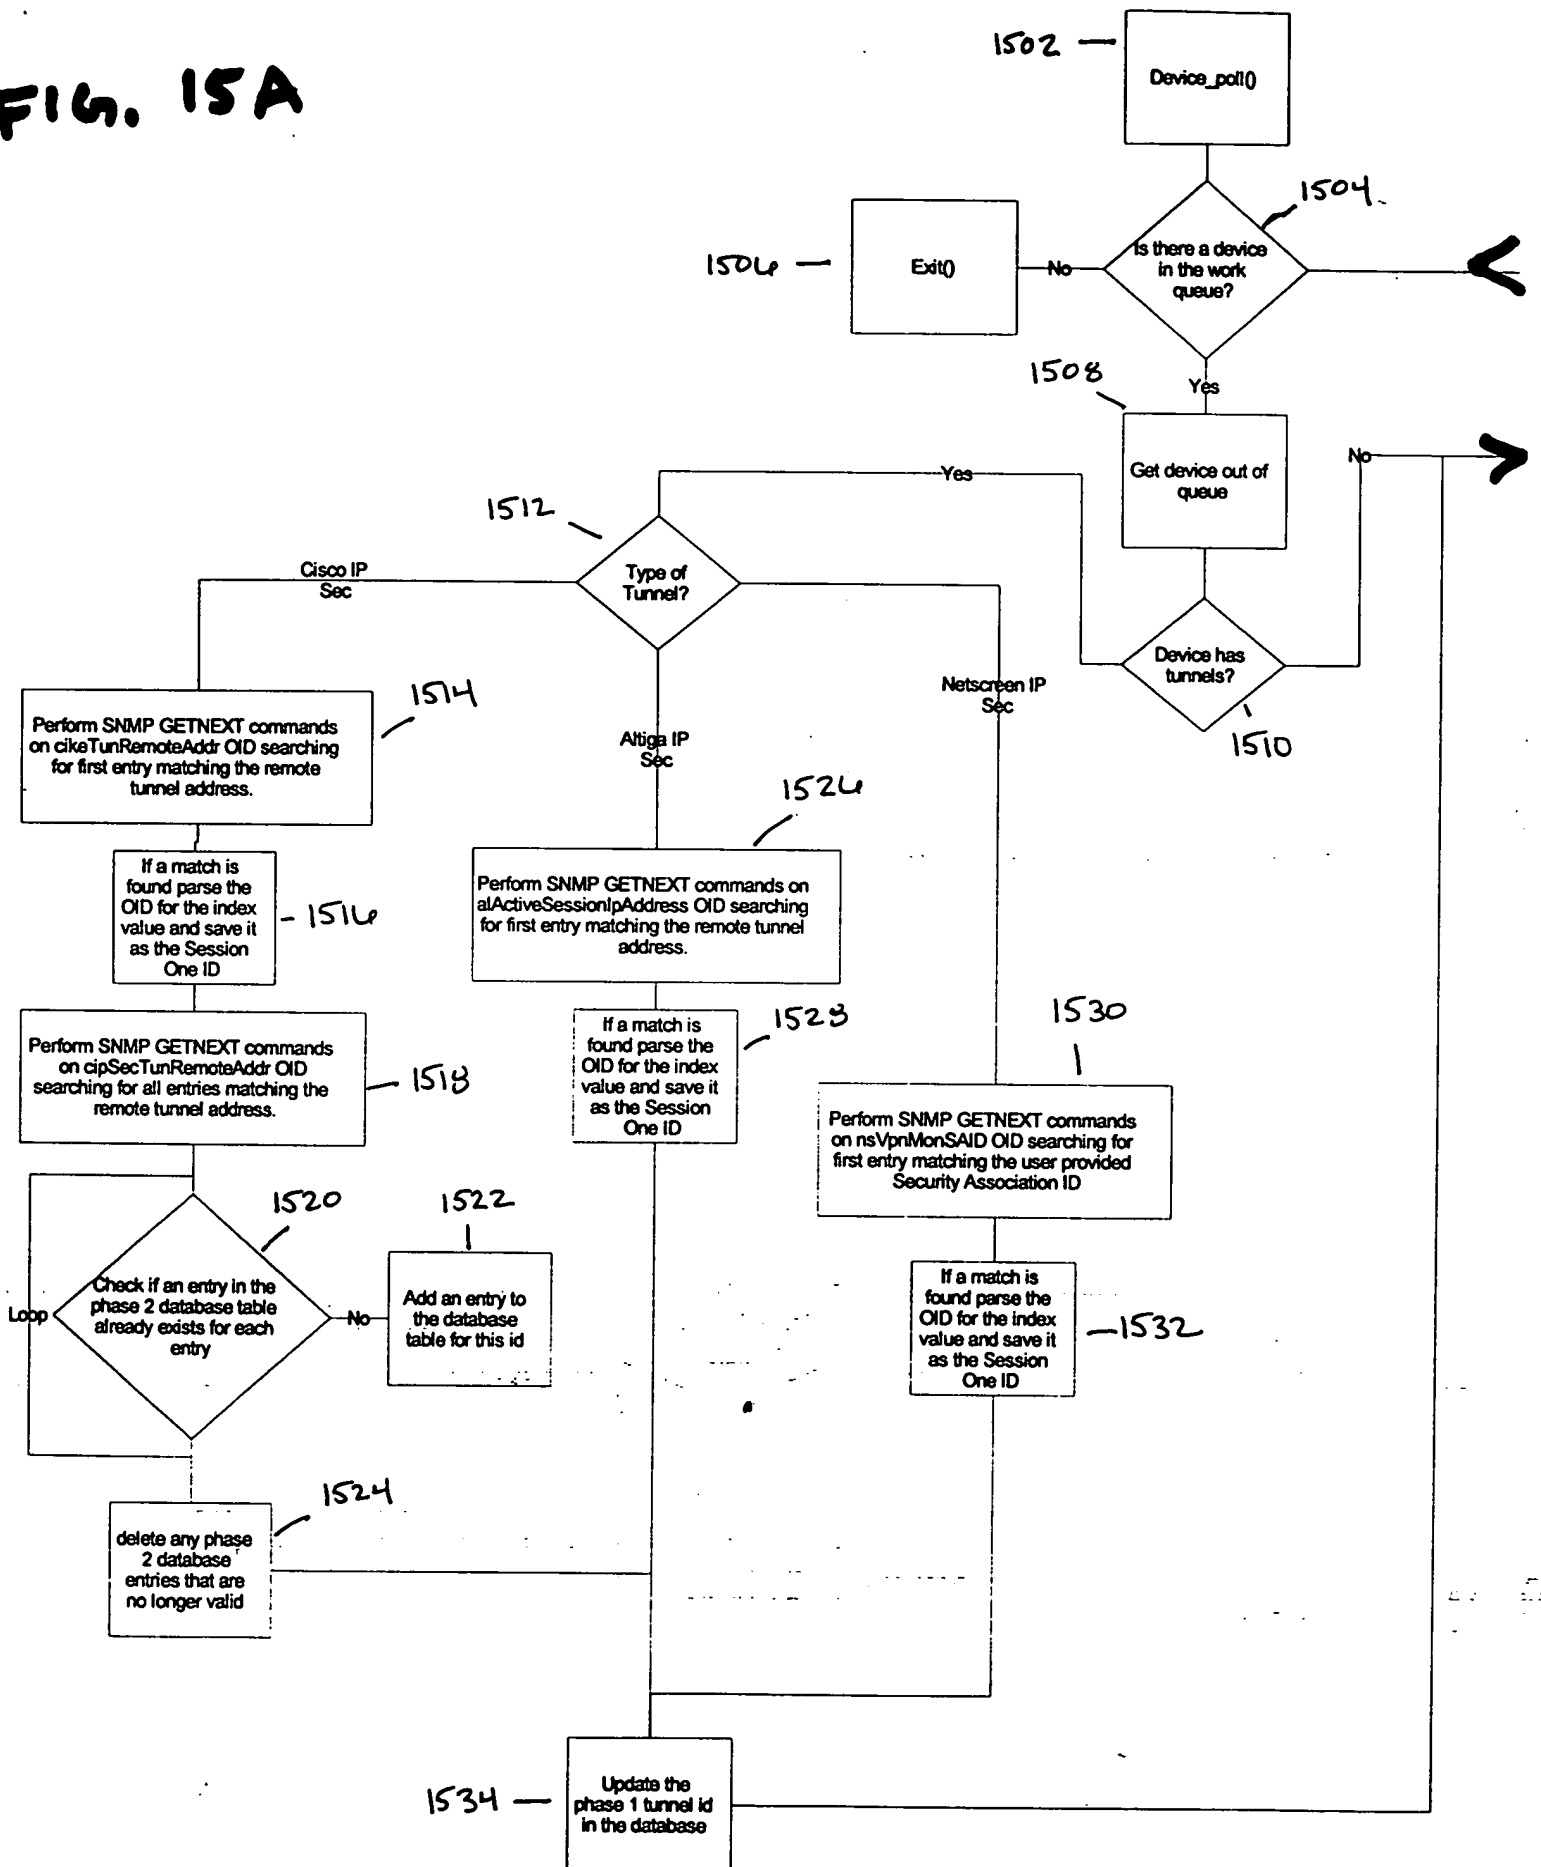 FIG. 15A
1502
Device_poll()
1504
Is there a device
in the work
queue?
1506
Exit()
No
Yes
1508
Get device out of
queue
No
Yes
1512
Type of
Tunnel?
Device has
tunnels?
1510
Cisco IP
Sec
Altiga IP
Sec
Netscreen IP
Sec
1514
Perform SNMP GETNEXT commands
on cikeTunRemoteAddr OID searching
for first entry matching the remote
tunnel address.
If a match is
found parse the
OID for the index
value and save it
as the Session
One ID
1516
Perform SNMP GETNEXT commands
on cipSecTunRemoteAddr OID
searching for all entries matching the
remote tunnel address.
1518
1520
Check if an entry in the
phase 2 database table
already exists for each
entry
Loop
No
1522
Add an entry to
the database
table for this id
1524
delete any phase
2 database
entries that are
no longer valid
1526
Perform SNMP GETNEXT commands on
alActiveSessionIpAddress OID searching
for first entry matching the remote tunnel
address.
1528
If a match is
found parse the
OID for the index
value and save it
as the Session
One ID
1530
Perform SNMP GETNEXT commands
on nsVpnMonSAID OID searching for
first entry matching the user provided
Security Association ID
If a match is
found parse the
OID for the index
value and save it
as the Session
One ID
1532
1534
Update the
phase 1 tunnel id
in the database